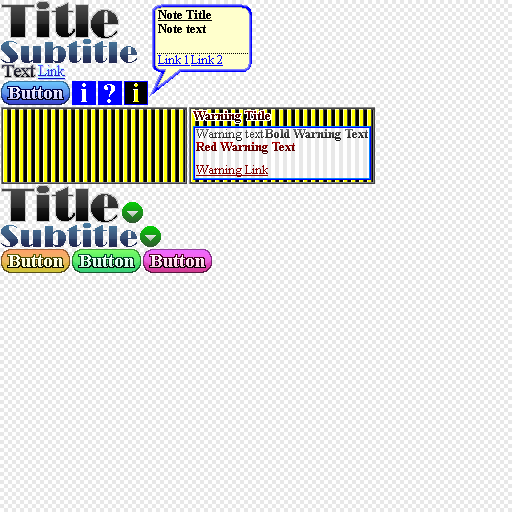 Title
Subtitle
Text Link
Button i ? i
Note Title
Note text
Link 1 Link 2
Warning Title
Warning text Bold Warning Text
Red Warning Text
Warning Link
Title
Subtitle
Button Button Button